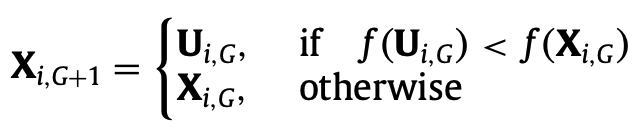 X_{i,G+1} = { U_{i,G}, if f(U_{i,G}) < f(X_{i,G})
X_{i,G}, otherwise